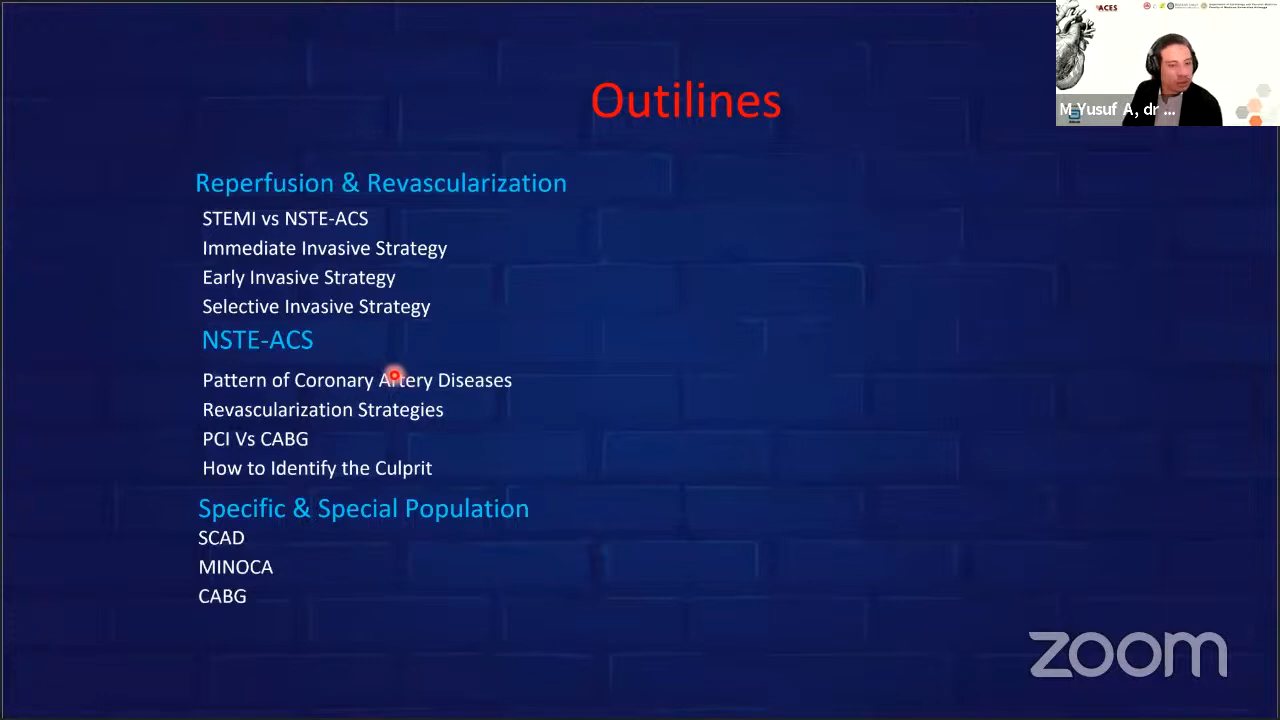 Outilines
ACES
M Yusuf A, dr ...
Reperfusion & Revascularization
STEMI vs NSTE-ACS
Immediate Invasive Strategy
Early Invasive Strategy
Selective Invasive Strategy
NSTE-ACS
Pattern of Coronary Artery Diseases
Revascularization Strategies
PCI Vs CABG
How to Identify the Culprit
Specific & Special Population
SCAD
MINOCA
CABG
zoom